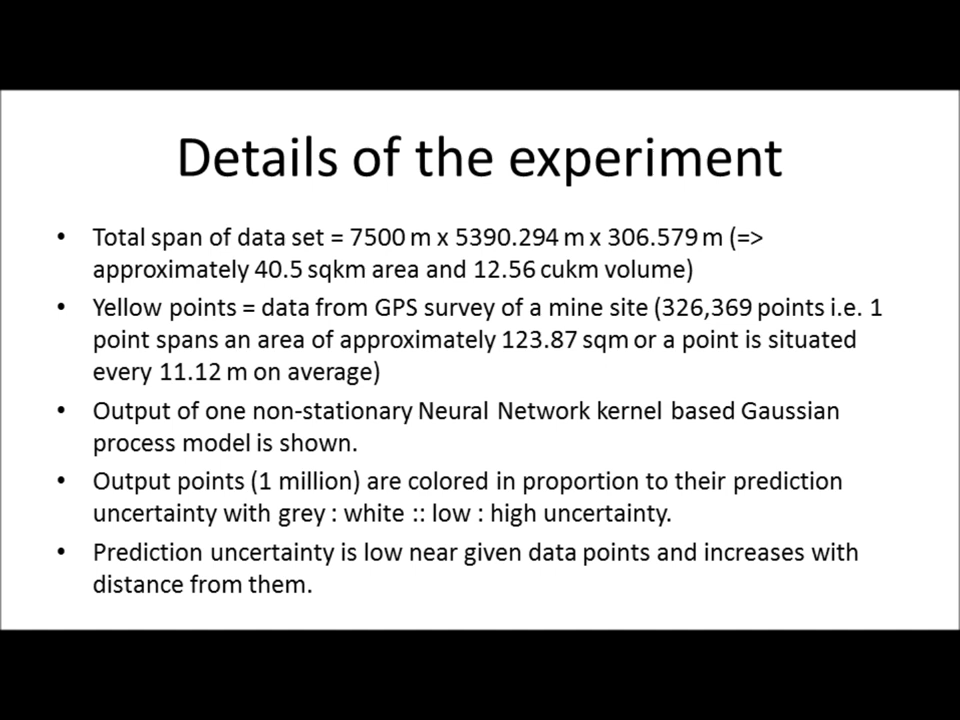 Details of the experiment
• Total span of data set = 7500 m x 5390.294 m x 306.579 m (=>
approximately 40.5 sqkm area and 12.56 cukm volume)
• Yellow points = data from GPS survey of a mine site (326,369 points i.e. 1
point spans an area of approximately 123.87 sqm or a point is situated
every 11.12 m on average)
• Output of one non-stationary Neural Network kernel based Gaussian
process model is shown.
• Output points (1 million) are colored in proportion to their prediction
uncertainty with grey : white :: low : high uncertainty.
• Prediction uncertainty is low near given data points and increases with
distance from them.